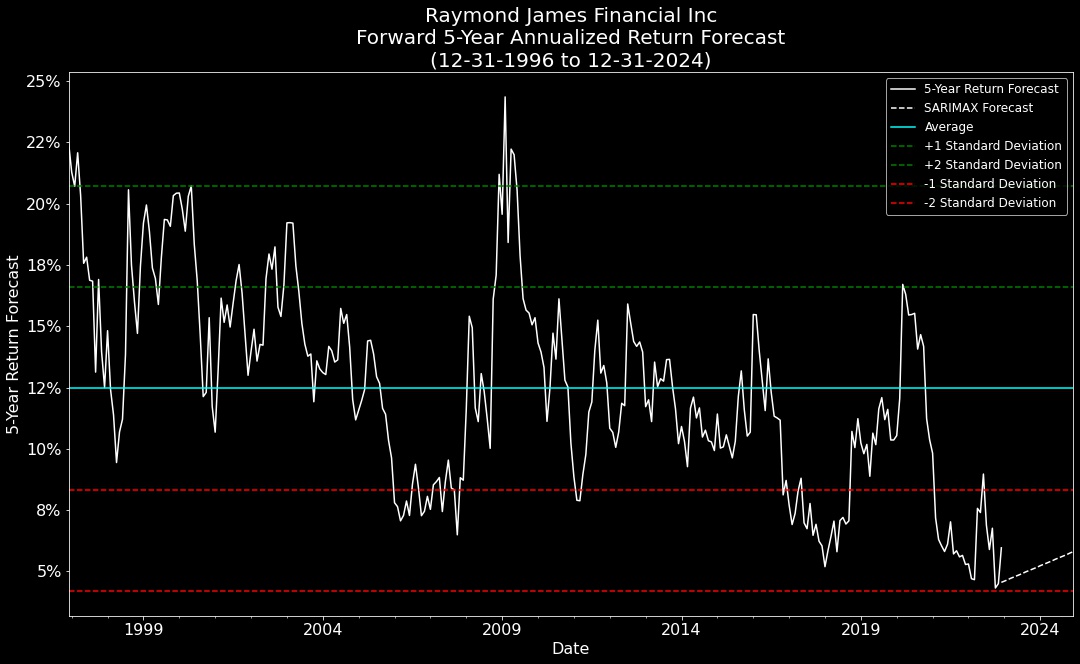 Raymond James Financial Inc
Forward 5-Year Annualized Return Forecast
(12-31-1996 to 12-31-2024)
25%
22%
20%
18%
15%
12%
10%
8%
5%
5-Year Return Forecast
5-Year Return Forecast
SARIMAX Forecast
Average
+1 Standard Deviation
+2 Standard Deviation
-1 Standard Deviation
-2 Standard Deviation
1999 2004 2009 2014 2019 2024
Date